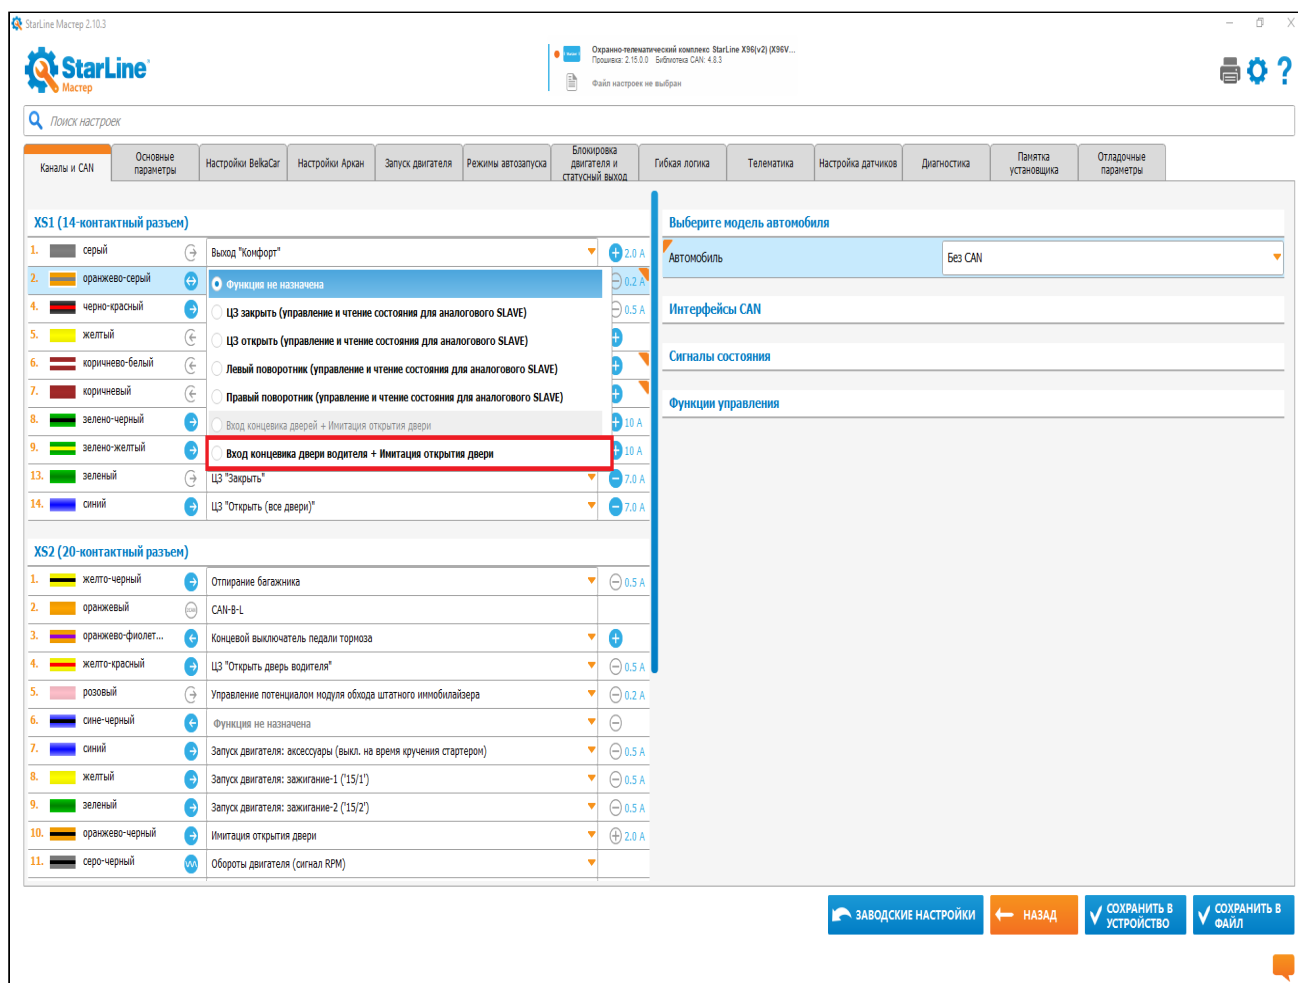 StarLine Мастер 2.10.3
StarLine
Мастер
Охранно-телематический комплекс StarLine X96(v2) (X96V...
Прошивка: 2.15.0.0 Библиотека CAN: 4.8.3
Файл настроек не выбран
Поиск настроек
Каналы и CAN
Основные параметры
Настройки BelkaCar
Настройки Аркан
Запуск двигателя
Режимы автозапуска
Блокировка двигателя и статусный выход
Гибкая логика
Телематика
Настройка датчиков
Диагностика
Памятка установщика
Отладочные параметры
XS1 (14-контактный разъем)
1. серый Выход "Комфорт" 2.0 A
2. оранжево-серый Функция не назначена 0.2 A
4. черно-красный ЦЗ закрыть (управление и чтение состояния для аналогового SLAVE) 0.5 A
5. желтый ЦЗ открыть (управление и чтение состояния для аналогового SLAVE)
6. коричнево-белый Левый поворотник (управление и чтение состояния для аналогового SLAVE)
7. коричневый Правый поворотник (управление и чтение состояния для аналогового SLAVE)
8. зелено-черный Вход концевика дверей + Имитация открытия двери 10 A
9. зелено-желтый Вход концевика двери водителя + Имитация открытия двери 10 A
13. зеленый ЦЗ "Закрыть" 7.0 A
14. синий ЦЗ "Открыть (все двери)" 7.0 A
XS2 (20-контактный разъем)
1. желто-черный Отпирание багажника 0.5 A
2. оранжевый CAN-B-L
3. оранжево-фиолет... Концевой выключатель педали тормоза
4. желто-красный ЦЗ "Открыть дверь водителя" 0.5 A
5. розовый Управление потенциалом модуля обхода штатного иммобилайзера 0.2 A
6. сине-черный Функция не назначена
7. синий Запуск двигателя: аксессуары (выкл. на время кручения стартером) 0.5 A
8. желтый Запуск двигателя: зажигание-1 ('15/1') 0.5 A
9. зеленый Запуск двигателя: зажигание-2 ('15/2') 0.5 A
10. оранжево-черный Имитация открытия двери 2.0 A
11. серо-черный Обороты двигателя (сигнал RPM)
Выберите модель автомобиля
Автомобиль Без CAN
Интерфейсы CAN
Сигналы состояния
Функции управления
ЗАВОДСКИЕ НАСТРОЙКИ
НАЗАД
СОХРАНИТЬ В УСТРОЙСТВО
СОХРАНИТЬ В ФАЙЛ